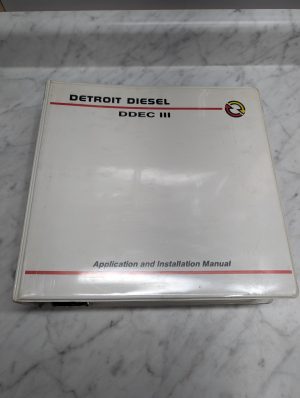 DETROIT DIESEL
DDEC III
Application and Installation Manual